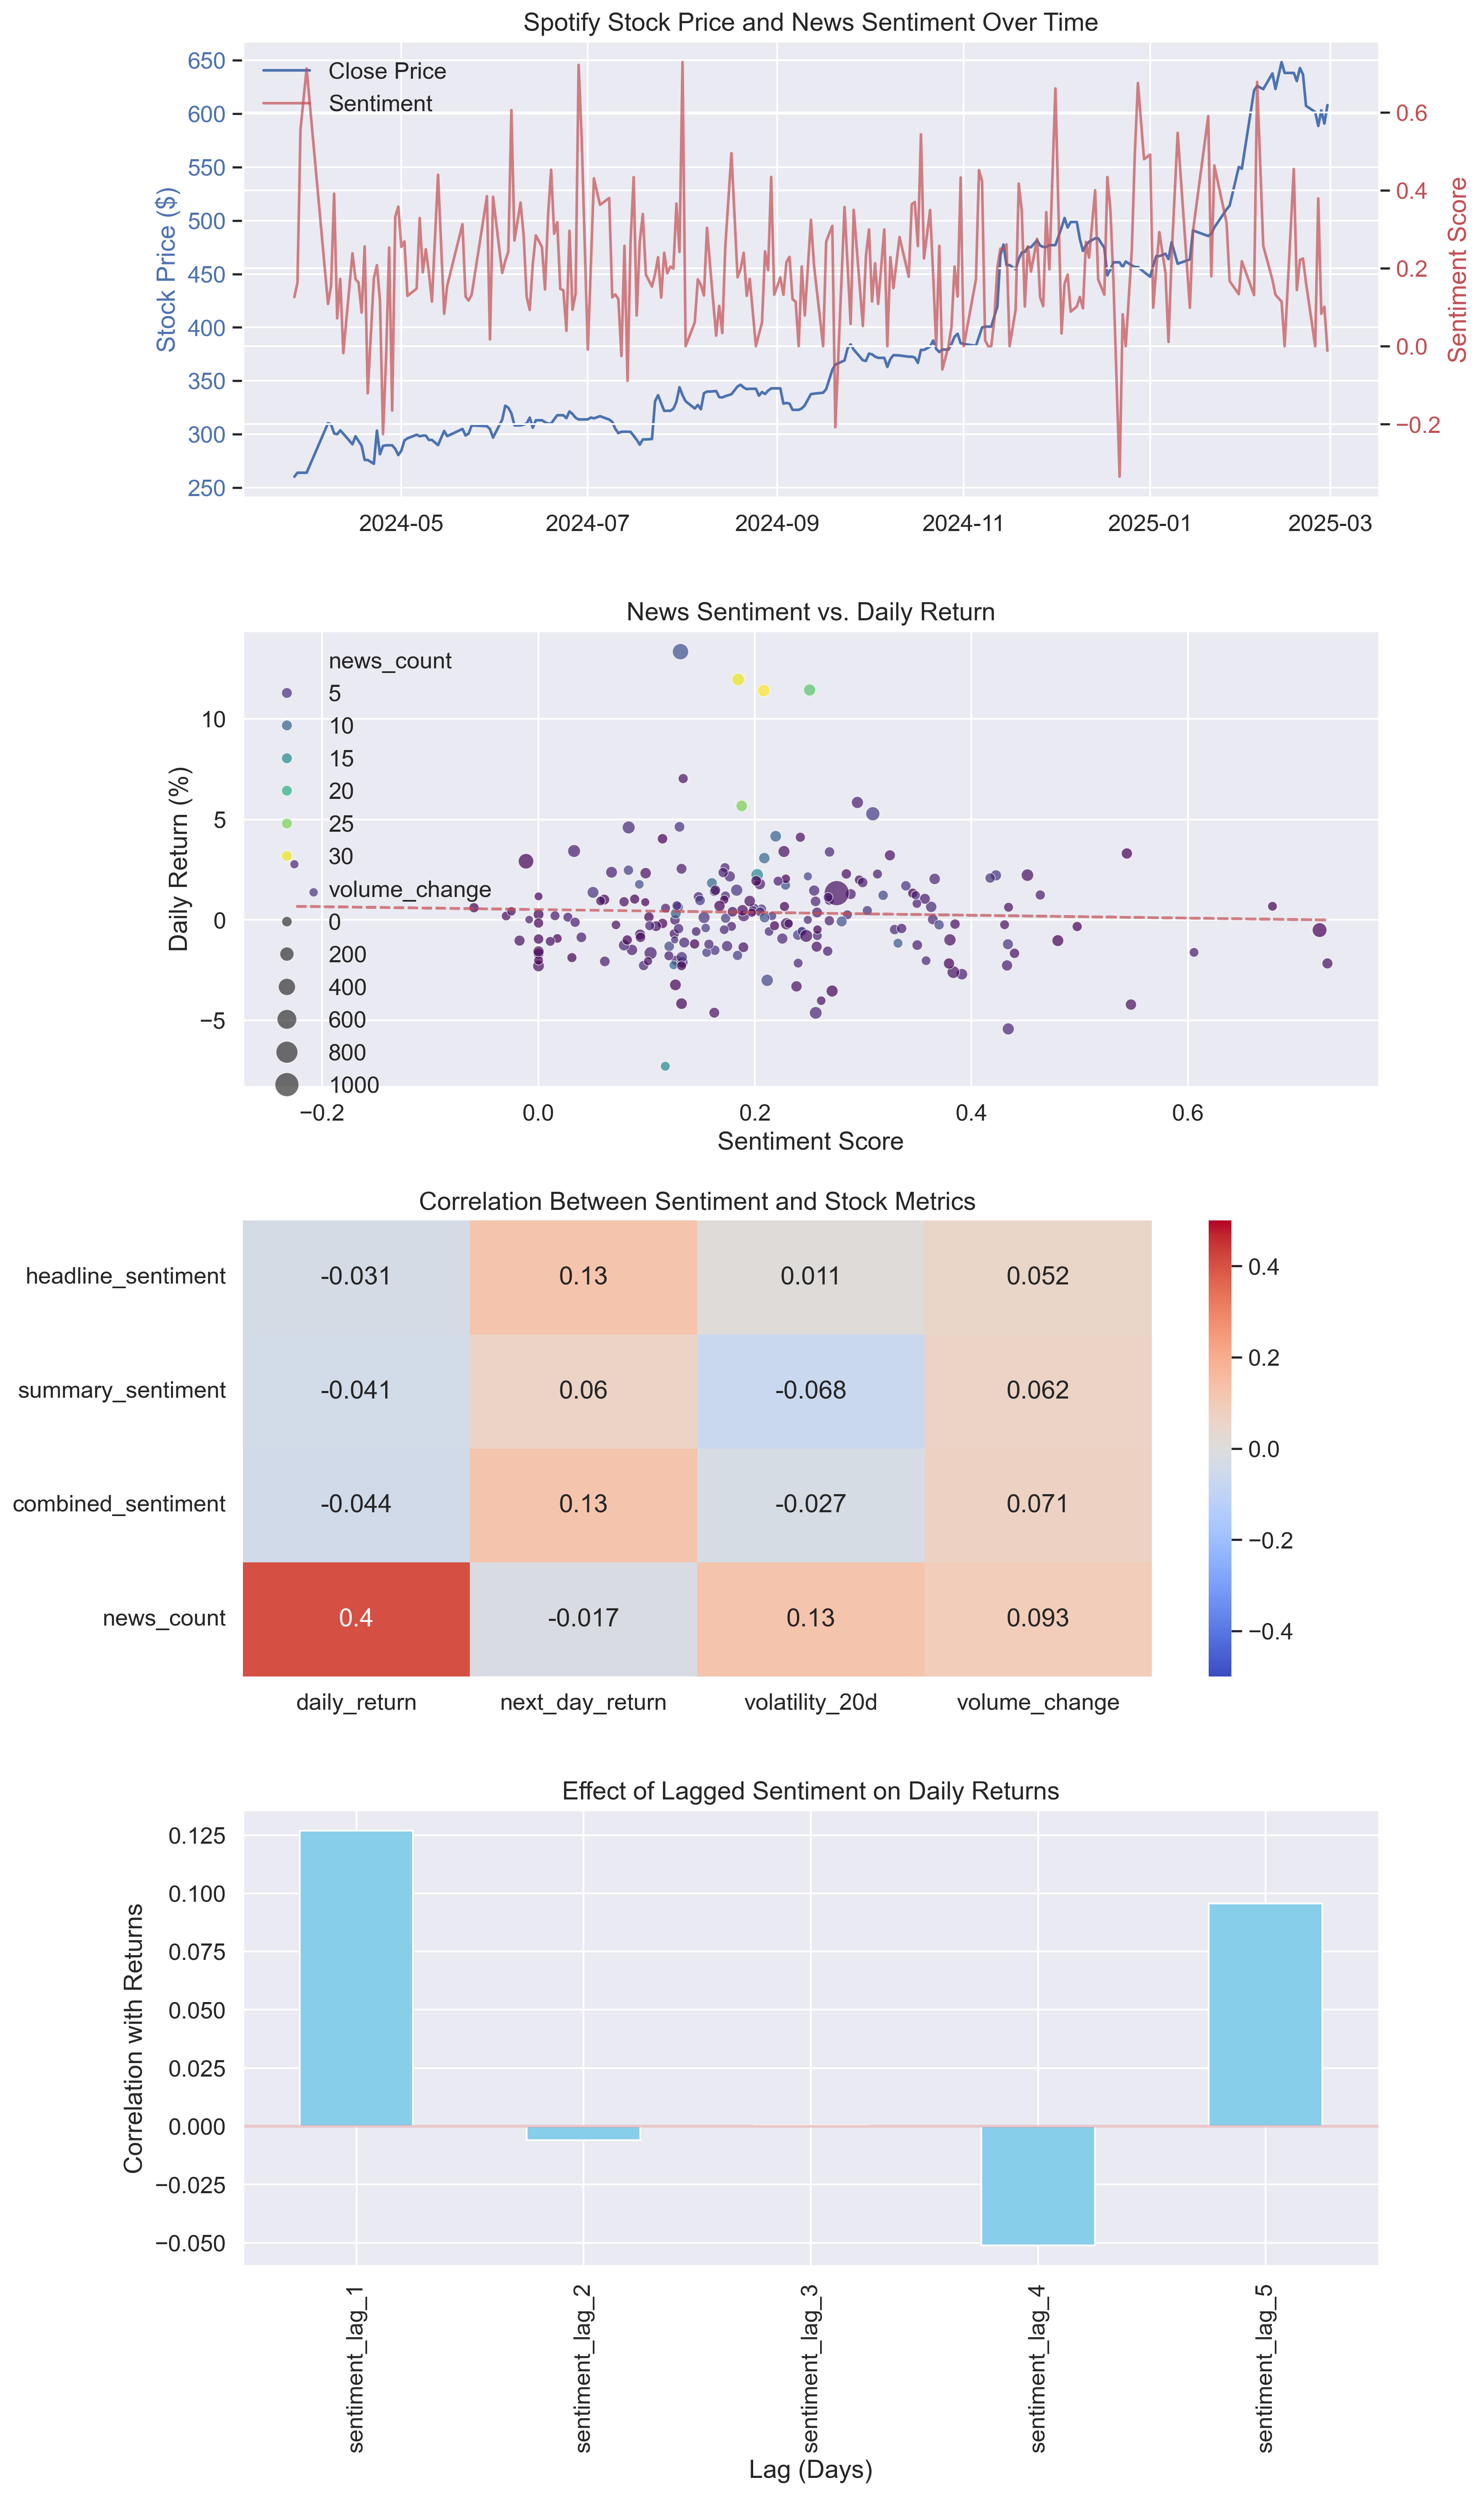 Spotify Stock Price and News Sentiment Over Time
Close Price
Sentiment
Stock Price ($)
650
600
550
500
450
400
350
300
250
Sentiment Score
0.6
0.4
0.2
0.0
−0.2
2024-05 2024-07 2024-09 2024-11 2025-01 2025-03
News Sentiment vs. Daily Return
news_count
5
10
15
20
25
30
volume_change
0
200
400
600
800
1000
Daily Return (%)
10
5
0
−5
−0.2 0.0 0.2 0.4 0.6
Sentiment Score
Correlation Between Sentiment and Stock Metrics
headline_sentiment -0.031 0.13 0.011 0.052
summary_sentiment -0.041 0.06 -0.068 0.062
combined_sentiment -0.044 0.13 -0.027 0.071
news_count 0.4 -0.017 0.13 0.093
daily_return next_day_return volatility_20d volume_change
0.4
0.2
0.0
−0.2
−0.4
Effect of Lagged Sentiment on Daily Returns
Correlation with Returns
0.125
0.100
0.075
0.050
0.025
0.000
−0.025
−0.050
sentiment_lag_1
sentiment_lag_2
sentiment_lag_3
sentiment_lag_4
sentiment_lag_5
Lag (Days)